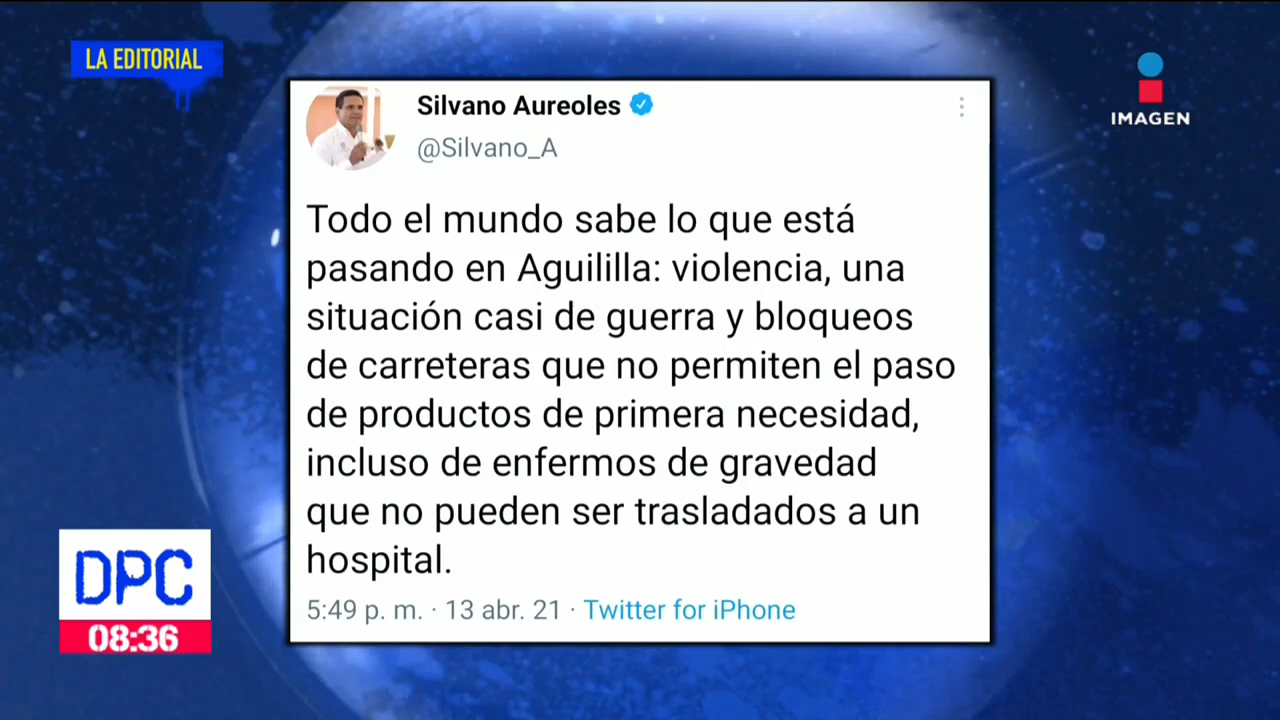 LA EDITORIAL
IMAGEN
Silvano Aureoles
@Silvano_A
Todo el mundo sabe lo que está
pasando en Aguililla: violencia, una
situación casi de guerra y bloqueos
de carreteras que no permiten el paso
de productos de primera necesidad,
incluso de enfermos de gravedad
que no pueden ser trasladados a un
hospital.
5:49 p. m. · 13 abr. 21 · Twitter for iPhone
DPC
08:36